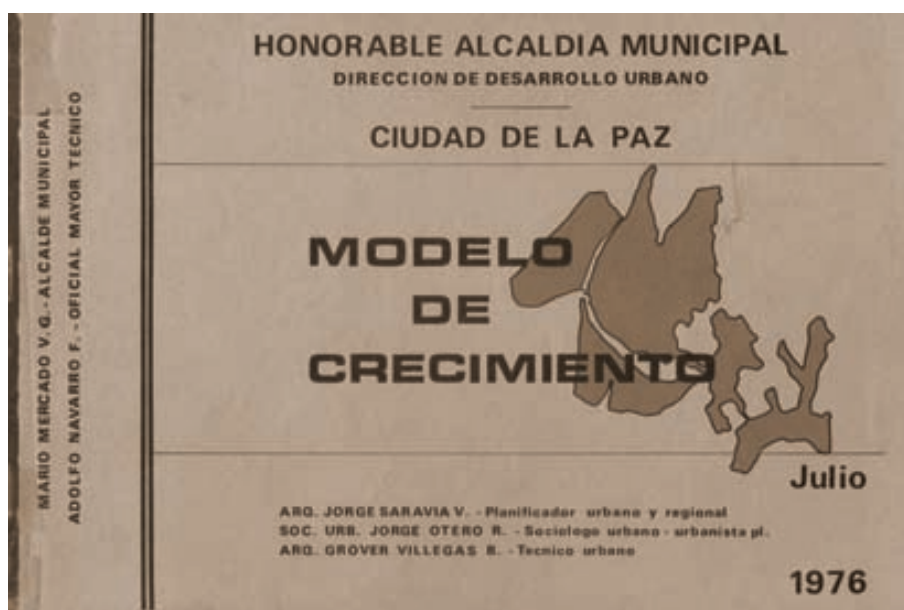 MARIO MERCADO V. G. - ALCALDE MUNICIPAL
ADOLFO NAVARRO F. - OFICIAL MAYOR TECNICO
HONORABLE ALCALDIA MUNICIPAL
DIRECCION DE DESARROLLO URBANO
CIUDAD DE LA PAZ
MODELO
DE
CRECIMIENTO
Julio
ARQ. JORGE SARAVIA V. - Planificador urbano y regional
SOC. URB. JORGE OTERO R. - Sociologo urbano - urbanista pl.
ARQ. GROVER VILLEGAS B. - Tecnico urbano
1976